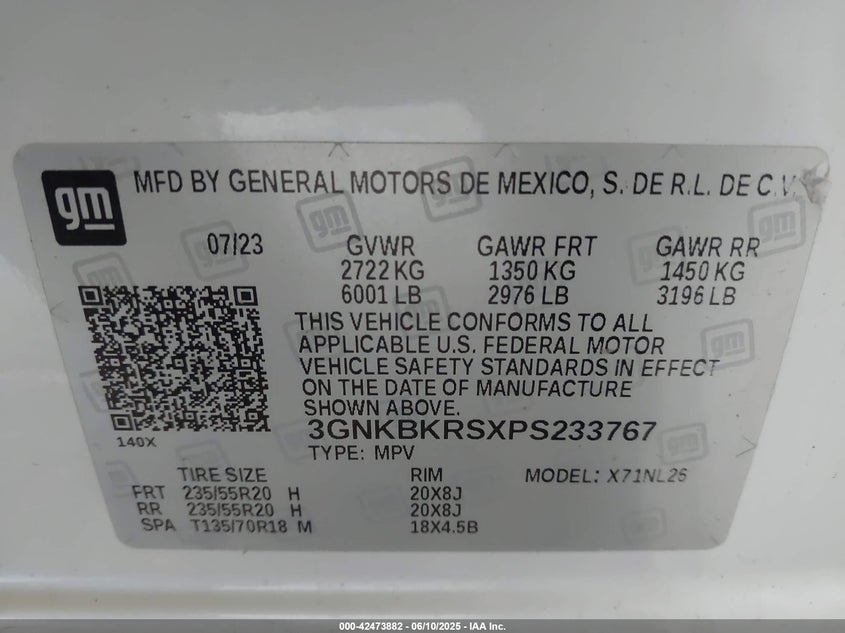 gm
MFD BY GENERAL MOTORS DE MEXICO, S. DE R.L. DE C.V.
07/23 GVWR GAWR FRT GAWR RR
2722 KG 1350 KG 1450 KG
6001 LB 2976 LB 3196 LB
THIS VEHICLE CONFORMS TO ALL
APPLICABLE U.S. FEDERAL MOTOR
VEHICLE SAFETY STANDARDS IN EFFECT
ON THE DATE OF MANUFACTURE
SHOWN ABOVE.
140X
3GNKBKRSXPS233767
TYPE: MPV
TIRE SIZE RIM MODEL: X71NL26
FRT 235/55R20 H 20X8J
RR 235/55R20 H 20X8J
SPA T135/70R18 M 18X4.5B
000-42473882 - 06/10/2025 - IAA Inc.